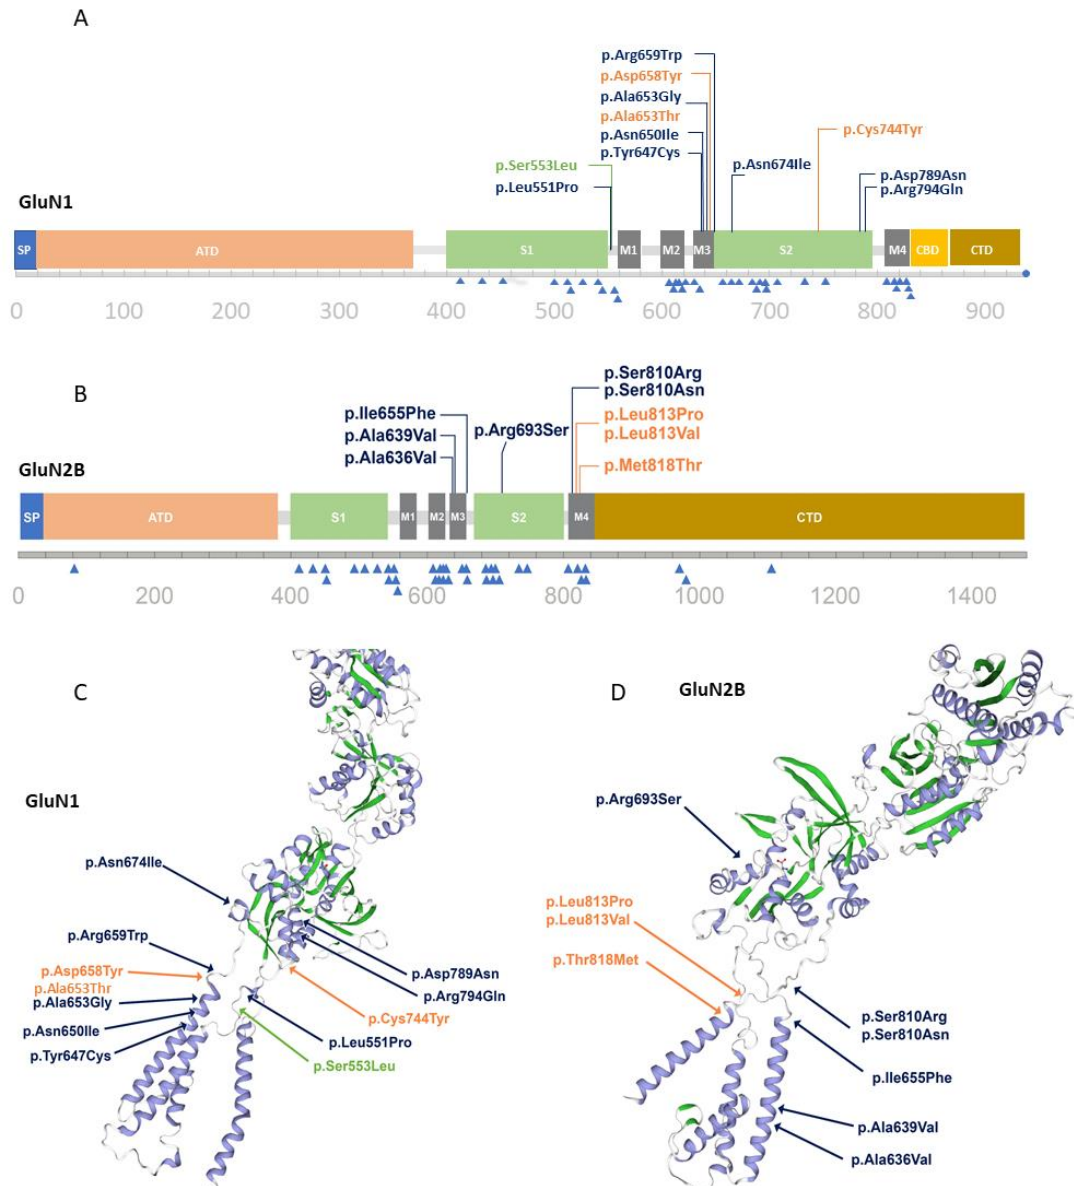 A
p.Arg659Trp
p.Asp658Tyr
p.Ala653Gly
p.Ala653Thr
p.Asn650Ile
p.Tyr647Cys
p.Cys744Tyr
p.Ser553Leu
p.Leu551Pro
p.Asn674Ile
p.Asp789Asn
p.Arg794Gln
GluN1
SP ATD S1 M1 M2 M3 S2 M4 CBD CTD
0 100 200 300 400 500 600 700 800 900
B
p.Ser810Arg
p.Ser810Asn
p.Ile655Phe
p.Ala639Val
p.Ala636Val
p.Arg693Ser
p.Leu813Pro
p.Leu813Val
p.Met818Thr
GluN2B
SP ATD S1 M1 M2 M3 S2 M4 CTD
0 200 400 600 800 1000 1200 1400
C
GluN1
p.Asn674Ile
p.Arg659Trp
p.Asp658Tyr
p.Ala653Thr
p.Ala653Gly
p.Asn650Ile
p.Tyr647Cys
p.Asp789Asn
p.Arg794Gln
p.Cys744Tyr
p.Leu551Pro
p.Ser553Leu
D
GluN2B
p.Arg693Ser
p.Leu813Pro
p.Leu813Val
p.Thr818Met
p.Ser810Arg
p.Ser810Asn
p.Ile655Phe
p.Ala639Val
p.Ala636Val